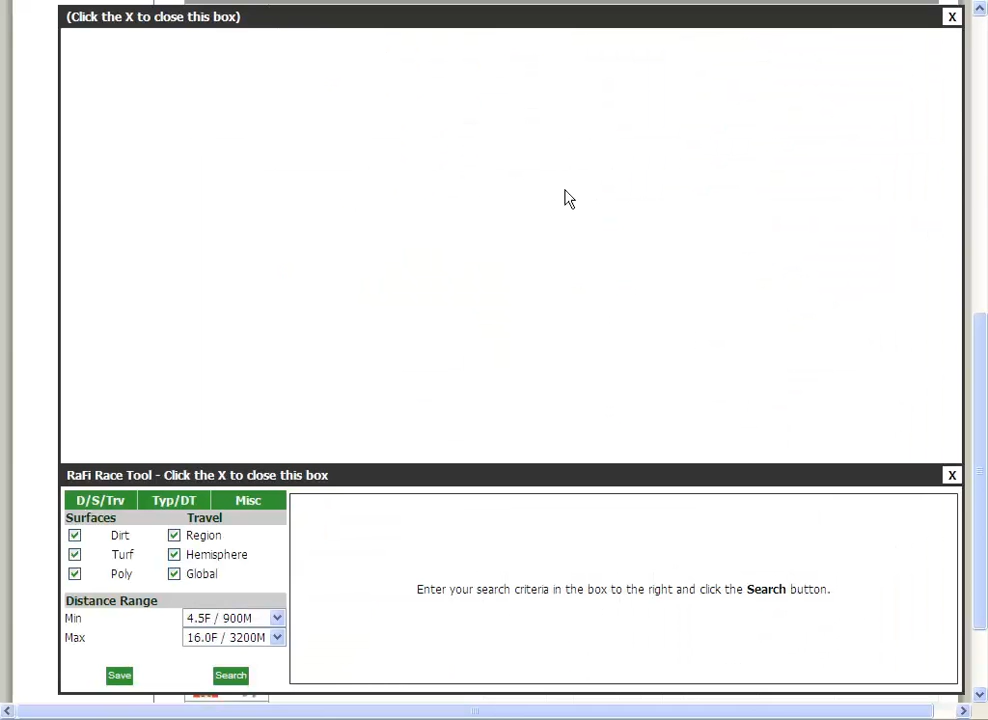 (Click the X to close this box)
X
RaFi Race Tool - Click the X to close this box
X
D/S/Trv
Typ/DT
Misc
Surfaces
Travel
Dirt
Region
Turf
Hemisphere
Poly
Global
Distance Range
Min
4.5F / 900M
Max
16.0F / 3200M
Save
Search
Enter your search criteria in the box to the right and click the Search button.